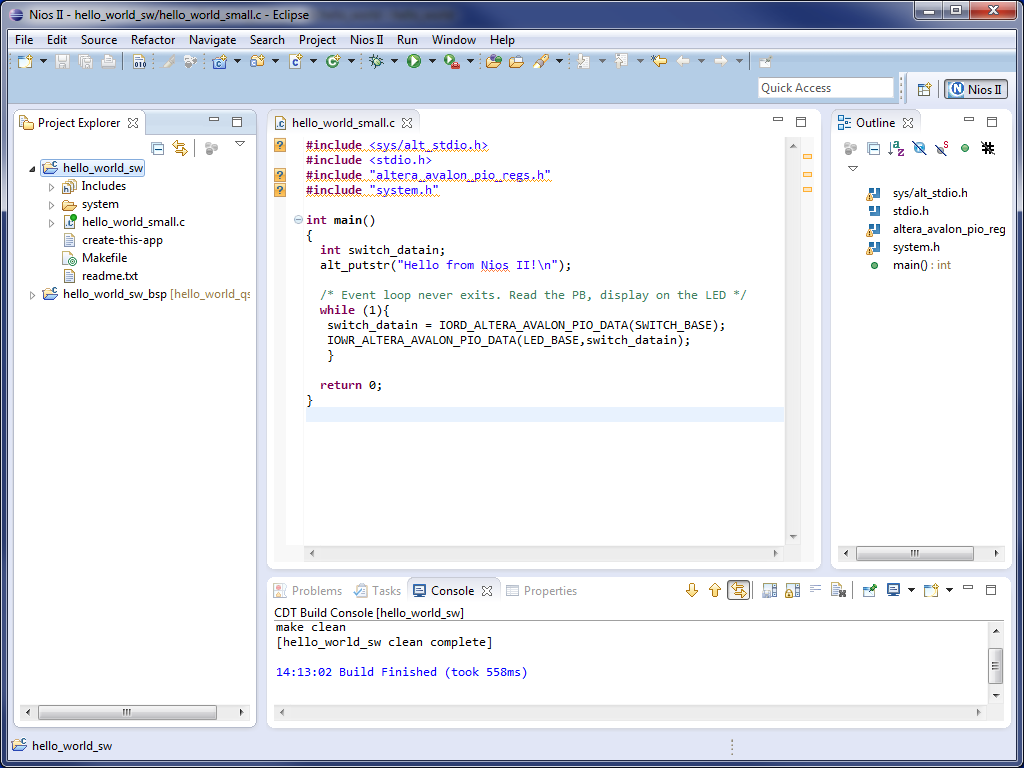 Nios II - hello_world_sw/hello_world_small.c - Eclipse
File Edit Source Refactor Navigate Search Project Nios II Run Window Help
Quick Access
Nios II
Project Explorer
hello_world_sw
Includes
system
hello_world_small.c
create-this-app
Makefile
readme.txt
hello_world_sw_bsp [hello_world_qs
hello_world_small.c
#include <sys/alt_stdio.h>
#include <stdio.h>
#include "altera_avalon_pio_regs.h"
#include "system.h"
int main()
{
int switch_datain;
alt_putstr("Hello from Nios II!\n");
/* Event loop never exits. Read the PB, display on the LED */
while (1){
switch_datain = IORD_ALTERA_AVALON_PIO_DATA(SWITCH_BASE);
IOWR_ALTERA_AVALON_PIO_DATA(LED_BASE,switch_datain);
}
return 0;
}
Outline
sys/alt_stdio.h
stdio.h
altera_avalon_pio_reg
system.h
main() : int
Problems Tasks Console Properties
CDT Build Console [hello_world_sw]
make clean
[hello_world_sw clean complete]
14:13:02 Build Finished (took 558ms)
hello_world_sw